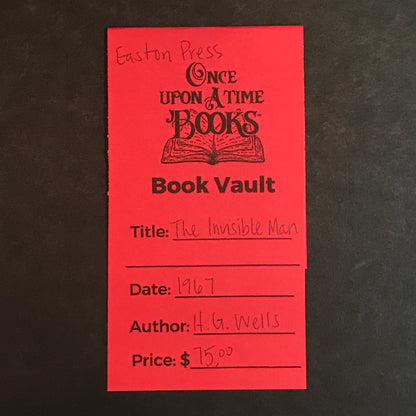 Easton Press
ONCE
UPON A TIME
BOOKS
Book Vault
Title: The Invisible Man
Date: 1967
Author: H.G. Wells
Price: $ 75.00